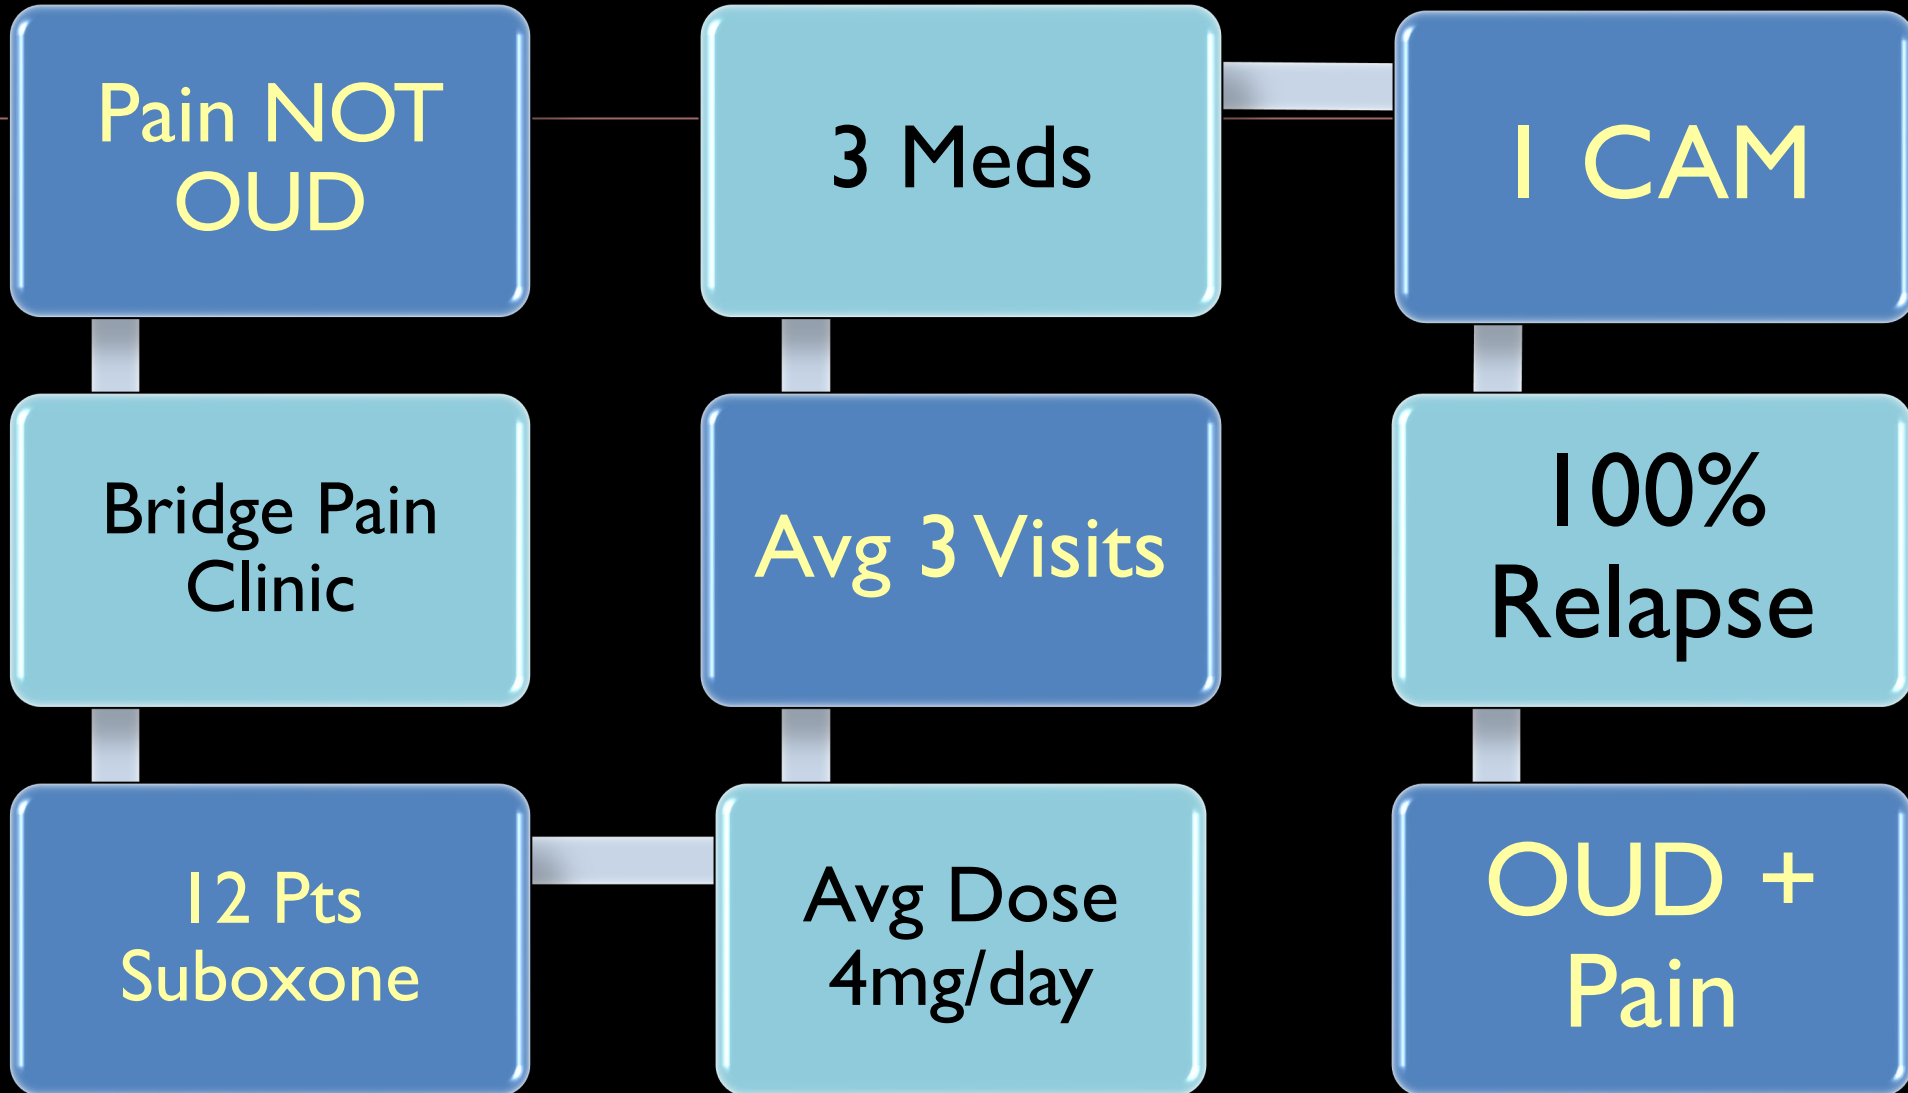 Pain NOT
OUD
Bridge Pain
Clinic
12 Pts
Suboxone
Avg Dose
4mg/day
Avg 3 Visits
3 Meds
1 CAM
100%
Relapse
OUD +
Pain